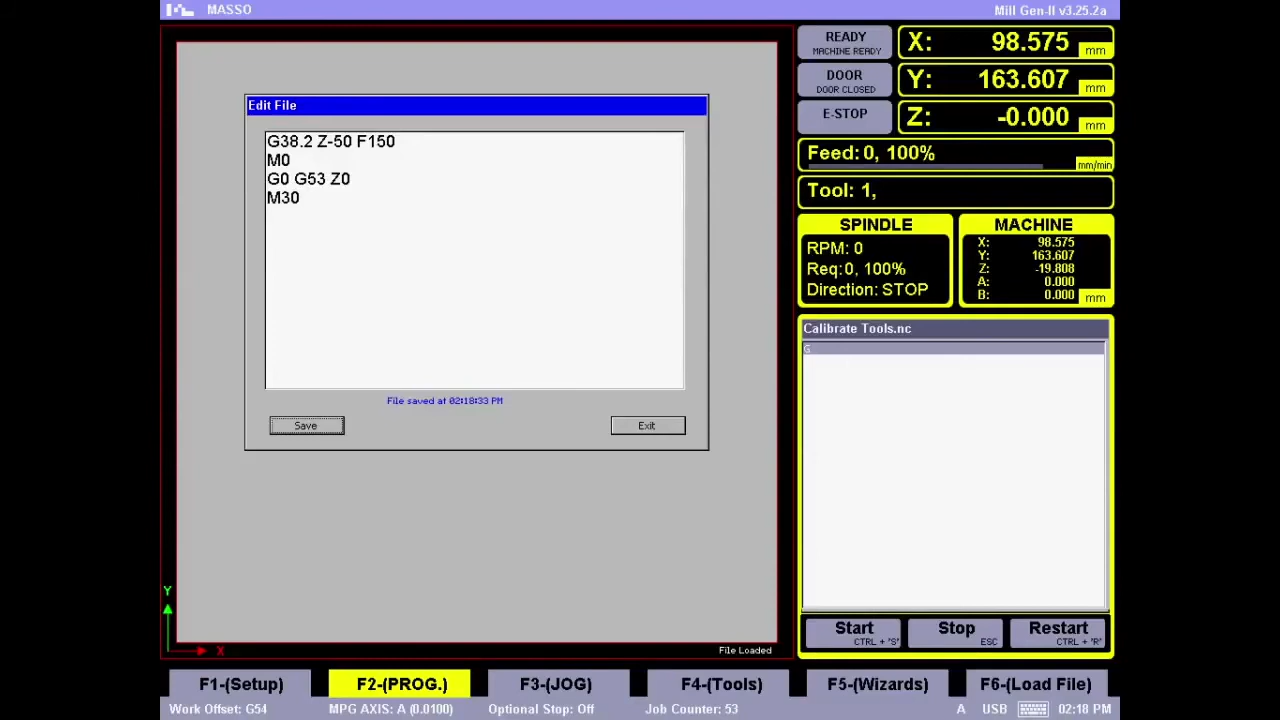 MASSO
Mill Gen-II v3.25.2a
READY
MACHINE READY
X: 98.575 mm
DOOR
DOOR CLOSED
Y: 163.607 mm
E-STOP
Z: -0.000 mm
Feed: 0, 100%
mm/min
Tool: 1,
SPINDLE
RPM: 0
Req:0, 100%
Direction: STOP
MACHINE
X: 98.575
Y: 163.607
Z: -19.808
A: 0.000
B: 0.000 mm
Edit File
G38.2 Z-50 F150
M0
G0 G53 Z0
M30
File saved at 02:18:33 PM
Save
Exit
Calibrate Tools.nc
G
Start
CTRL + 'S'
Stop
ESC
Restart
CTRL + 'R'
Y
X
File Loaded
F1-(Setup)
F2-(PROG.)
F3-(JOG)
F4-(Tools)
F5-(Wizards)
F6-(Load File)
Work Offset: G54
MPG AXIS: A (0.0100)
Optional Stop: Off
Job Counter: 53
A
USB
02:18 PM